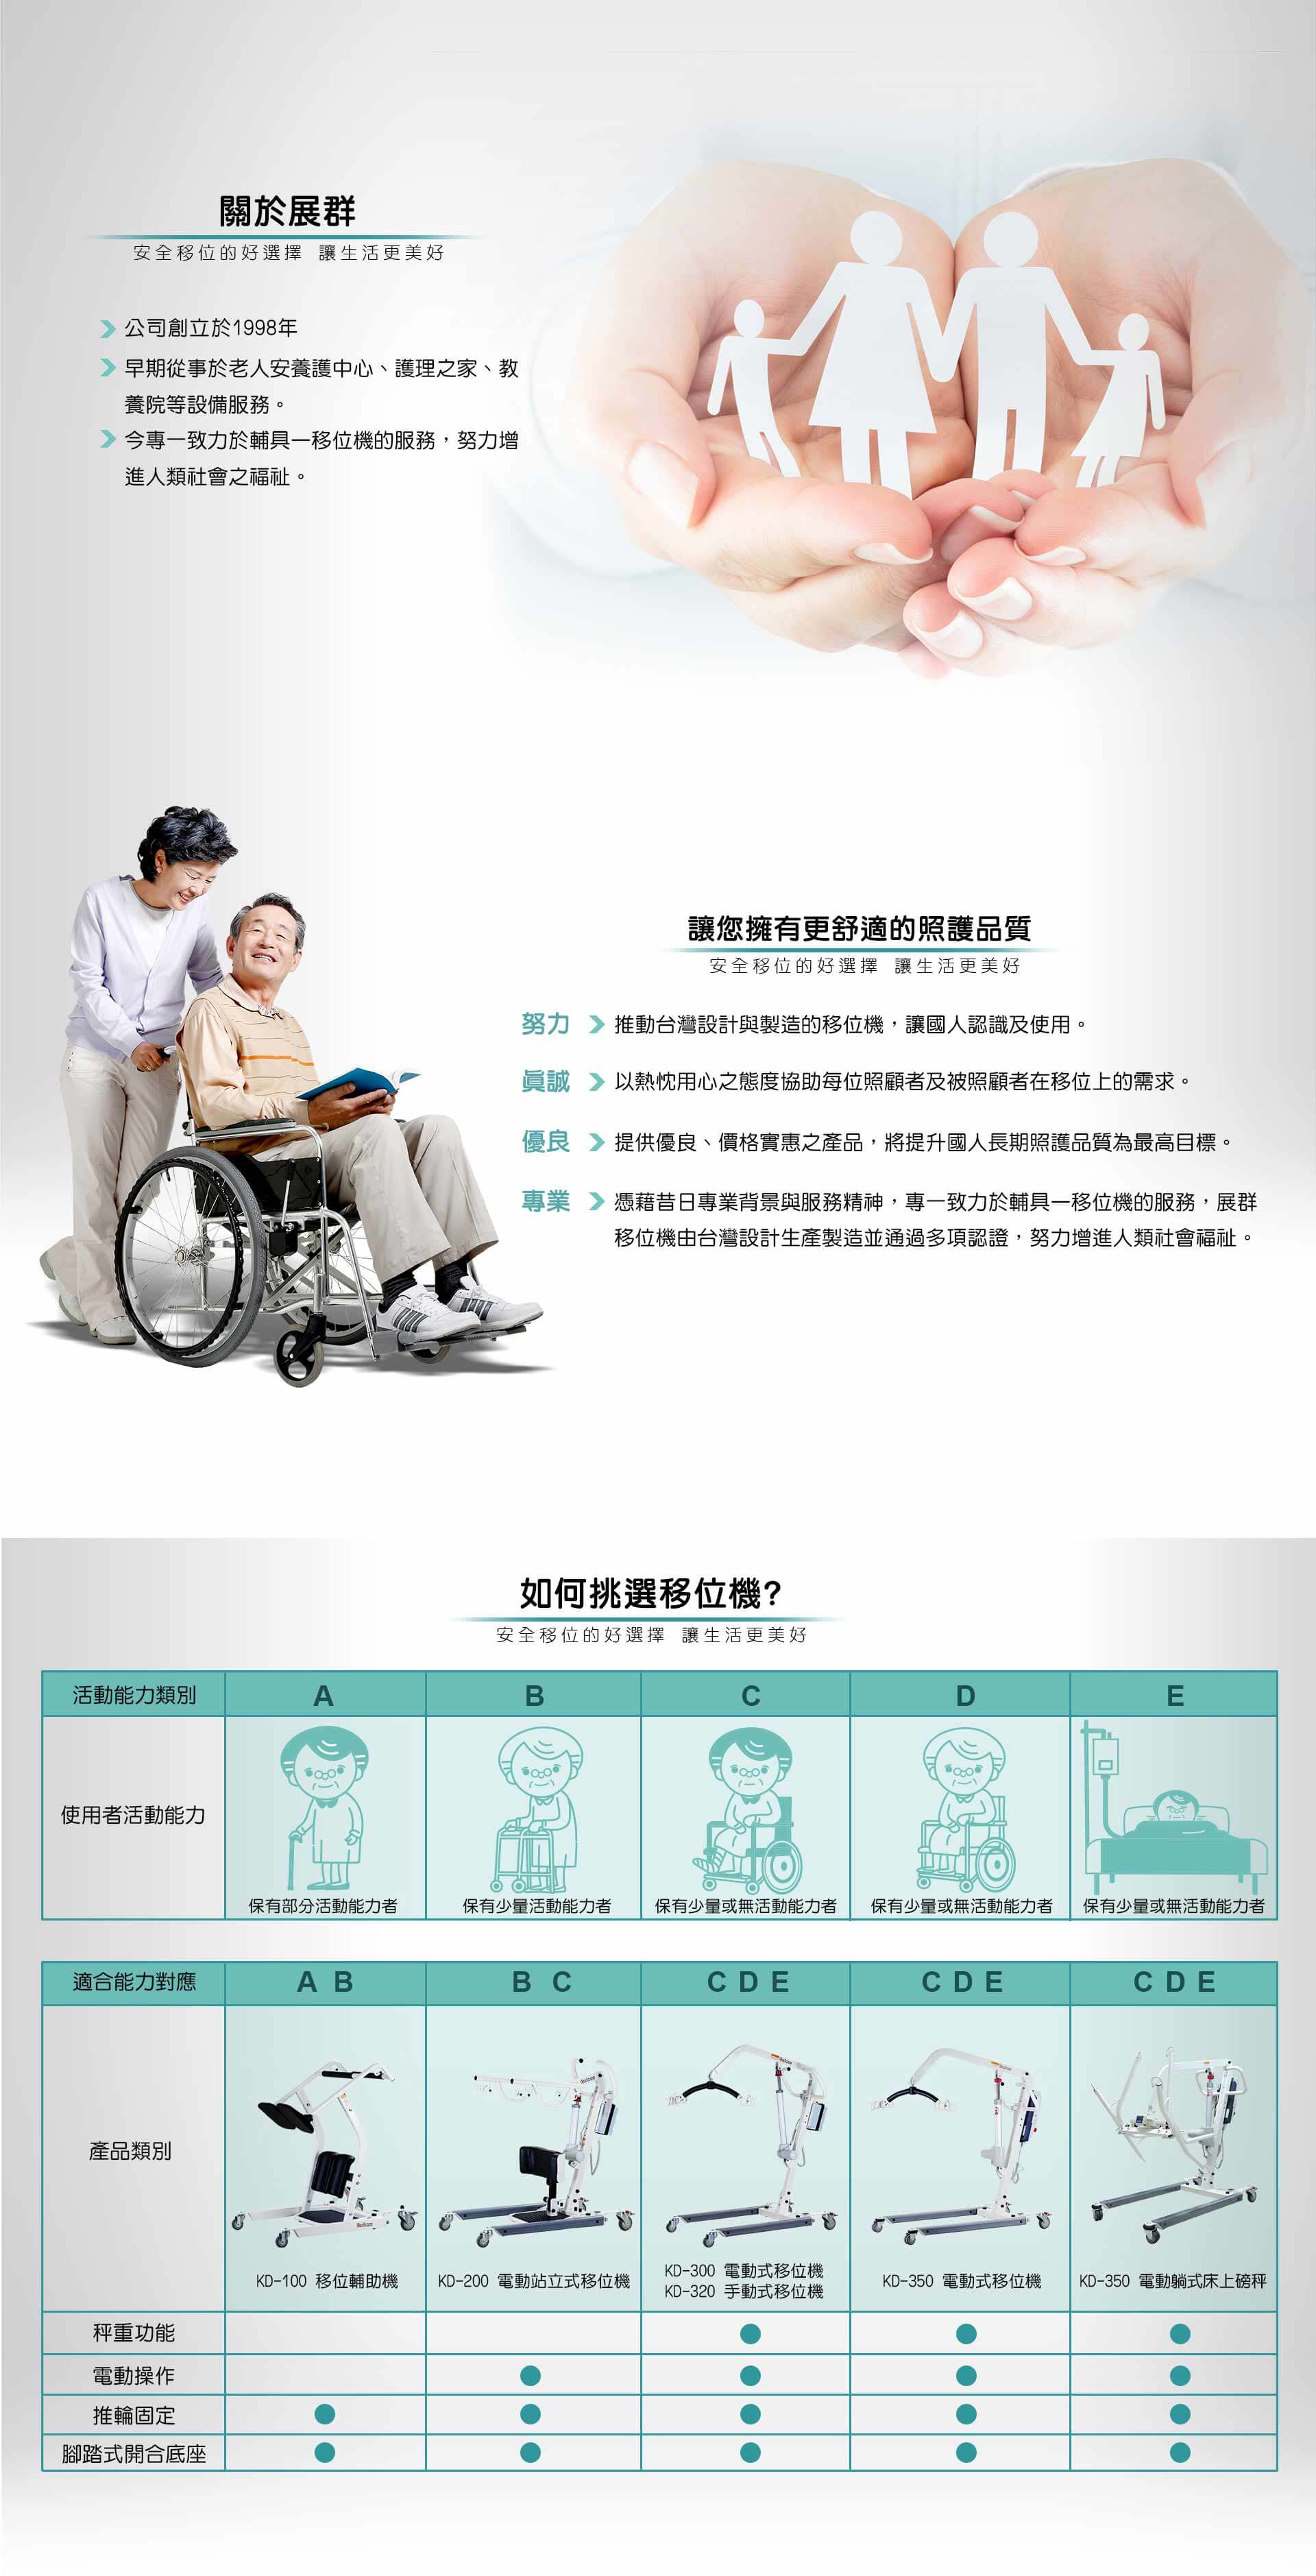 關於展群
安全移位的好選擇 讓生活更美好
公司創立於1998年
早期從事於老人安養護中心、護理之家、教
養院等設備服務。
今專一致力於輔具—移位機的服務，努力增
進人類社會之福祉。
讓您擁有更舒適的照護品質
安全移位的好選擇 讓生活更美好
努力 推動台灣設計與製造的移位機，讓國人認識及使用。
真誠 以熱忱用心之態度協助每位照顧者及被照顧者在移位上的需求。
優良 提供優良、價格實惠之產品，將提升國人長期照護品質為最高目標。
專業 憑藉昔日專業背景與服務精神，專一致力於輔具—移位機的服務，展群
移位機由台灣設計生產製造並通過多項認證，努力增進人類社會福祉。
如何挑選移位機?
安全移位的好選擇 讓生活更美好
活動能力類別 A B C D E
使用者活動能力
保有部分活動能力者 保有少量活動能力者 保有少量或無活動能力者 保有少量或無活動能力者 保有少量或無活動能力者
適合能力對應 A B B C C D E C D E C D E
產品類別
KD-100 移位輔助機 KD-200 電動站立式移位機 KD-300 電動式移位機 KD-350 電動式移位機 KD-350 電動躺式床上磅秤
KD-320 手動式移位機
秤重功能
電動操作
推輪固定
腳踏式開合底座